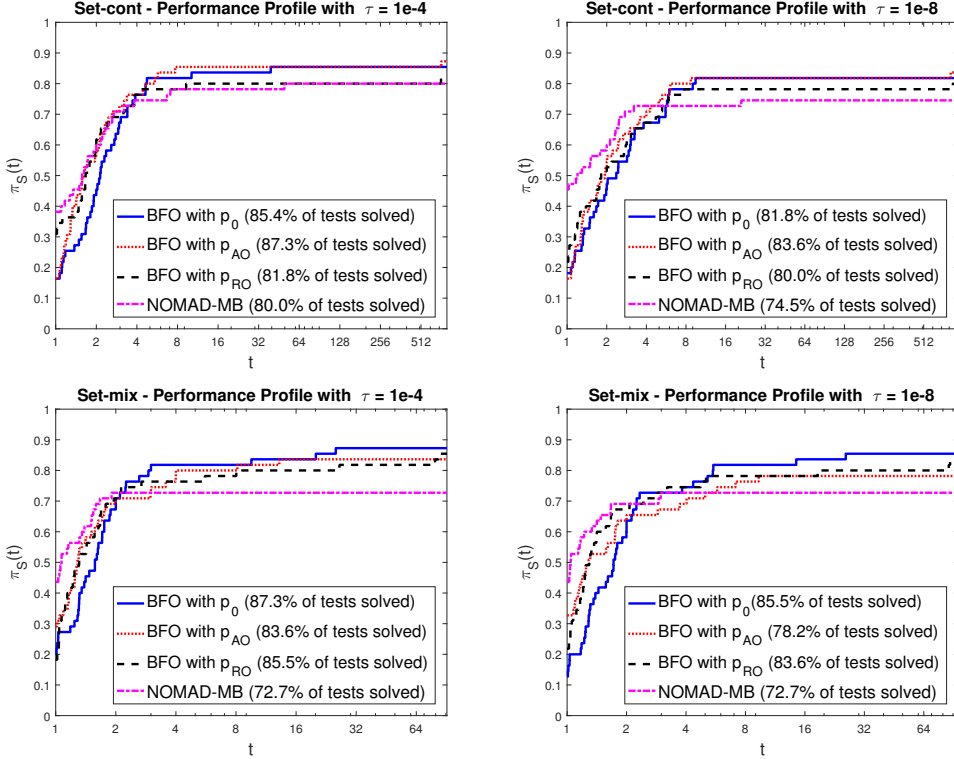 Set-cont - Performance Profile with τ = 1e-4
1
0.9
0.8
0.7
0.6
0.5
0.4
0.3
0.2
0.1
0
π_S(t)
BFO with p_0 (85.4% of tests solved)
BFO with p_AO (87.3% of tests solved)
BFO with p_RO (81.8% of tests solved)
NOMAD-MB (80.0% of tests solved)
1 2 4 8 16 32 64 128 256 512
t
Set-cont - Performance Profile with τ = 1e-8
1
0.9
0.8
0.7
0.6
0.5
0.4
0.3
0.2
0.1
0
π_S(t)
BFO with p_0 (81.8% of tests solved)
BFO with p_AO (83.6% of tests solved)
BFO with p_RO (80.0% of tests solved)
NOMAD-MB (74.5% of tests solved)
1 2 4 8 16 32 64 128 256 512
t
Set-mix - Performance Profile with τ = 1e-4
1
0.9
0.8
0.7
0.6
0.5
0.4
0.3
0.2
0.1
0
π_S(t)
BFO with p_0 (87.3% of tests solved)
BFO with p_AO (83.6% of tests solved)
BFO with p_RO (85.5% of tests solved)
NOMAD-MB (72.7% of tests solved)
1 2 4 8 16 32 64
t
Set-mix - Performance Profile with τ = 1e-8
1
0.9
0.8
0.7
0.6
0.5
0.4
0.3
0.2
0.1
0
π_S(t)
BFO with p_0 (85.5% of tests solved)
BFO with p_AO (78.2% of tests solved)
BFO with p_RO (83.6% of tests solved)
NOMAD-MB (72.7% of tests solved)
1 2 4 8 16 32 64
t